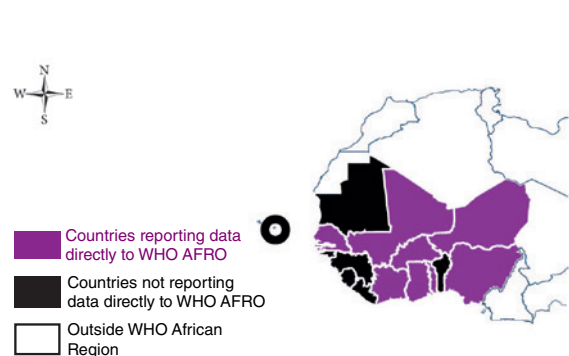 N
W E
S
Countries reporting data
directly to WHO AFRO
Countries not reporting
data directly to WHO AFRO
Outside WHO African
Region